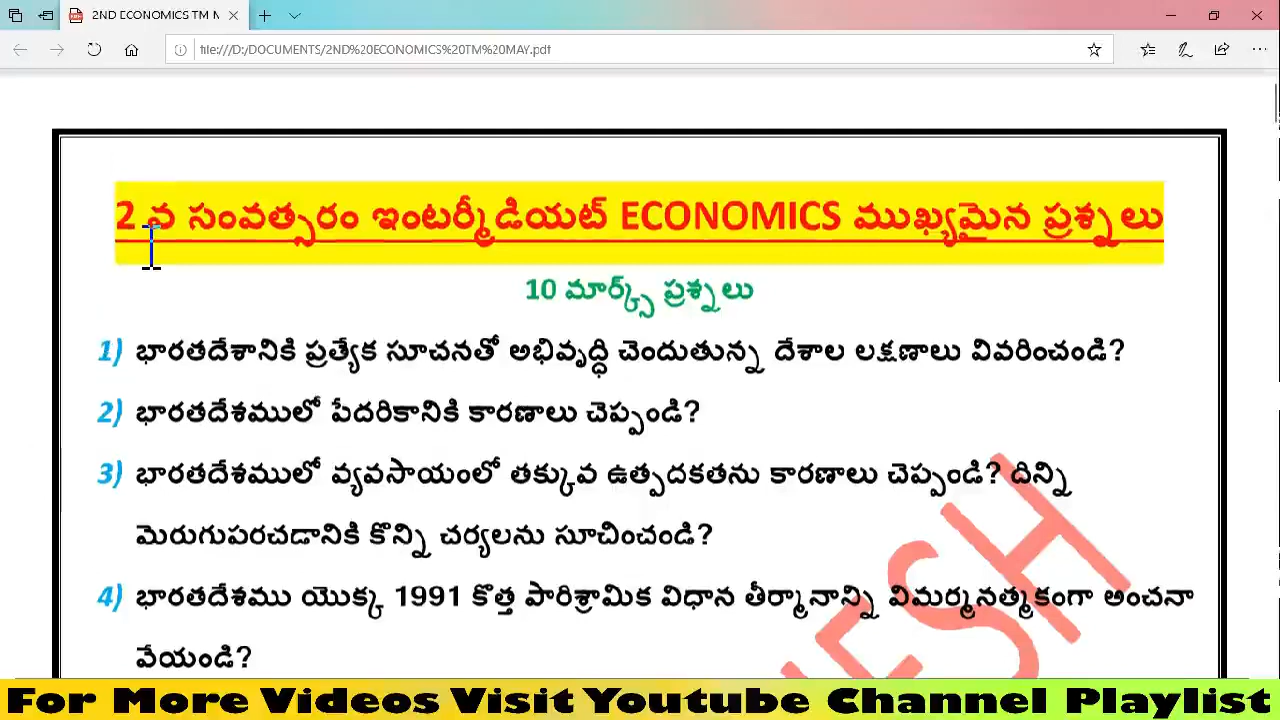 2ND ECONOMICS TM M
file:///D:/DOCUMENTS/2ND%20ECONOMICS%20TM%20MAY.pdf
2 వ సంవత్సరం ఇంటర్మీడియట్ ECONOMICS ముఖ్యమైన ప్రశ్నలు
10 మార్క్స్ ప్రశ్నలు
1) భారతదేశానికి ప్రత్యేక సూచనతో అభివృద్ధి చెందుతున్న దేశాల లక్షణాలు వివరించండి?
2) భారతదేశములో పేదరికానికి కారణాలు చెప్పండి?
3) భారతదేశములో వ్యవసాయంలో తక్కువ ఉత్పదకతను కారణాలు చెప్పండి? దిన్ని
మెరుగుపరచడానికి కొన్ని చర్యలను సూచించండి?
4) భారతదేశము యొక్క 1991 కొత్త పారిశ్రామిక విధాన తీర్మానాన్ని విమర్మనత్మకంగా అంచనా
వేయండి?
ESH
For More Videos Visit Youtube Channel Playlist